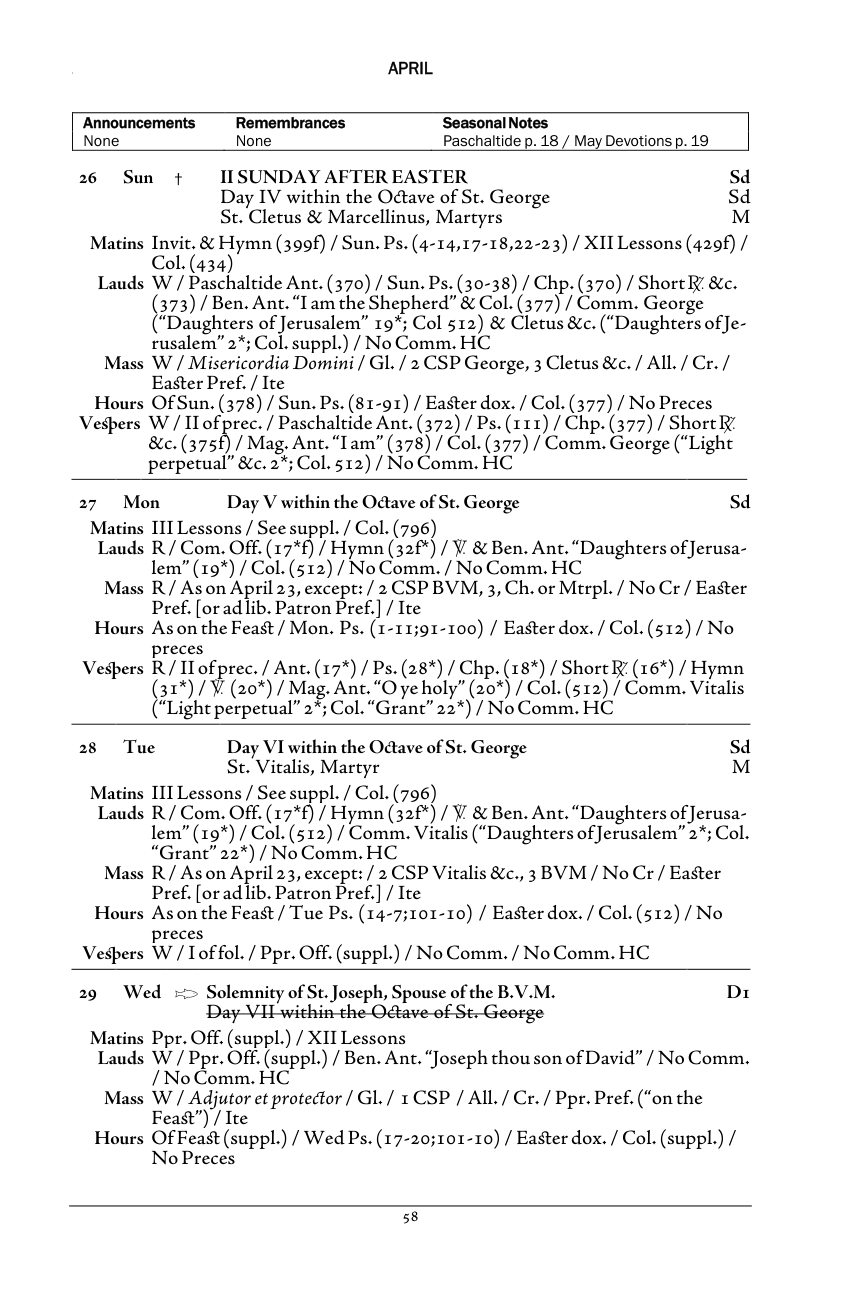 APRIL
Announcements Remembrances Seasonal Notes
None None Paschaltide p. 18 / May Devotions p. 19
26 Sun † II SUNDAY AFTER EASTER Sd
Day IV within the Octave of St. George Sd
St. Cletus & Marcellinus, Martyrs M
Matins Invit. & Hymn (399f) / Sun. Ps. (4-14,17-18,22-23) / XII Lessons (429f) /
Col. (434)
Lauds W / Paschaltide Ant. (370) / Sun. Ps. (30-38) / Chp. (370) / Short ℟. &c.
(373) / Ben. Ant. “I am the Shepherd” & Col. (377) / Comm. George
(“Daughters of Jerusalem” 19*; Col 512) & Cletus &c. (“Daughters of Je-
rusalem” 2*; Col. suppl.) / No Comm. HC
Mass W / Misericordia Domini / Gl. / 2 CSP George, 3 Cletus &c. / All. / Cr. /
Easter Pref. / Ite
Hours Of Sun. (378) / Sun. Ps. (81-91) / Easter dox. / Col. (377) / No Preces
Vespers W / II of prec. / Paschaltide Ant. (372) / Ps. (111) / Chp. (377) / Short ℟.
&c. (375f) / Mag. Ant. “I am” (378) / Col. (377) / Comm. George (“Light
perpetual” &c. 2*; Col. 512) / No Comm. HC
27 Mon Day V within the Octave of St. George Sd
Matins III Lessons / See suppl. / Col. (796)
Lauds R / Com. Off. (17*f) / Hymn (32f*) / ℣. & Ben. Ant. “Daughters of Jerusa-
lem” (19*) / Col. (512) / No Comm. / No Comm. HC
Mass R / As on April 23, except: / 2 CSP BVM, 3, Ch. or Mtrpl. / No Cr / Easter
Pref. [or ad lib. Patron Pref.] / Ite
Hours As on the Feast / Mon. Ps. (1-11;91-100) / Easter dox. / Col. (512) / No
preces
Vespers R / II of prec. / Ant. (17*) / Ps. (28*) / Chp. (18*) / Short ℟. (16*) / Hymn
(31*) / ℣. (20*) / Mag. Ant. “O ye holy” (20*) / Col. (512) / Comm. Vitalis
(“Light perpetual” 2*; Col. “Grant” 22*) / No Comm. HC
28 Tue Day VI within the Octave of St. George Sd
St. Vitalis, Martyr M
Matins III Lessons / See suppl. / Col. (796)
Lauds R / Com. Off. (17*f) / Hymn (32f*) / ℣. & Ben. Ant. “Daughters of Jerusa-
lem” (19*) / Col. (512) / Comm. Vitalis (“Daughters of Jerusalem” 2*; Col.
“Grant” 22*) / No Comm. HC
Mass R / As on April 23, except: / 2 CSP Vitalis &c., 3 BVM / No Cr / Easter
Pref. [or ad lib. Patron Pref.] / Ite
Hours As on the Feast / Tue Ps. (14-7;101-10) / Easter dox. / Col. (512) / No
preces
Vespers W / I of fol. / Ppr. Off. (suppl.) / No Comm. / No Comm. HC
29 Wed Solemnity of St. Joseph, Spouse of the B.V.M. D1
Day VII within the Octave of St. George
Matins Ppr. Off. (suppl.) / XII Lessons
Lauds W / Ppr. Off. (suppl.) / Ben. Ant. “Joseph thou son of David” / No Comm.
/ No Comm. HC
Mass W / Adjutor et protector / Gl. / 1 CSP / All. / Cr. / Ppr. Pref. (“on the
Feast”) / Ite
Hours Of Feast (suppl.) / Wed Ps. (17-20;101-10) / Easter dox. / Col. (suppl.) /
No Preces
58